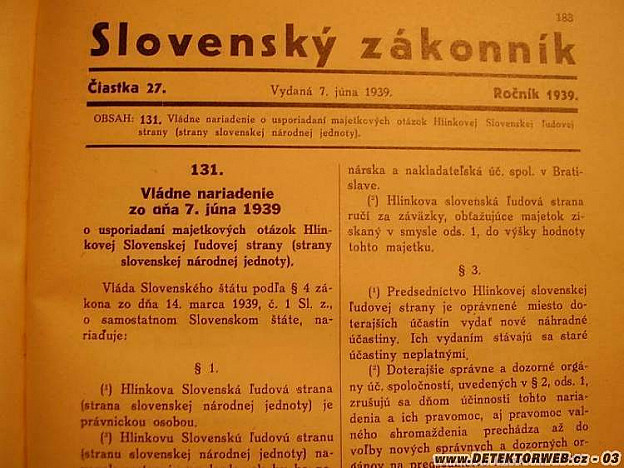 183
Slovenský zákonník
Čiastka 27.
Vydaná 7. júna 1939.
Ročník 1939.
OBSAH: 131. Vládne nariadenie o usporiadaní majetkových otázok Hlinkovej Slovenskej ľudovej
strany (strany slovenskej národnej jednoty).
131.
Vládne nariadenie
zo dňa 7. júna 1939
o usporiadaní majetkových otázok Hlin-
kovej Slovenskej ľudovej strany (strany
slovenskej národnej jednoty).
Vláda Slovenského štátu podľa § 4 zá-
kona zo dňa 14. marca 1939, č. 1 Sl. z.,
o samostatnom Slovenskom štáte, na-
riaďuje:
§ 1.
(¹) Hlinkova Slovenská ľudová strana
(strana slovenskej národnej jednoty) je
právnickou osobou.
(²) Hlinkovu Slovenskú ľudovú stranu
(stranu slovenskej národnej jednoty) na-
nárska a nakladateľská úč. spol. v Brati-
slave.
(²) Hlinkova slovenská ľudová strana
ručí za záväzky, obťažujúce majetok zí-
skaný v smysle ods. 1, do výšky hodnoty
tohto majetku.
§ 3.
(¹) Predsedníctvo Hlinkovej slovenskej
ľudovej strany je oprávnené miesto do-
terajších účastín vydať nové náhradné
účastiny. Ich vydaním stávajú sa staré
účastiny neplatnými.
(²) Doterajšie správne a dozorné orgá-
ny úč. spoločností, uvedených v § 2, ods. 1,
zrušujú sa dňom účinnosti tohto naria-
denia a ich pravomoc, aj pravomoc val-
ného shromaždenia prechádza až do
voľby nových správnych a dozorných or-
gánov na predsedníctvo
www.DETEKTORWEB.cz - 03